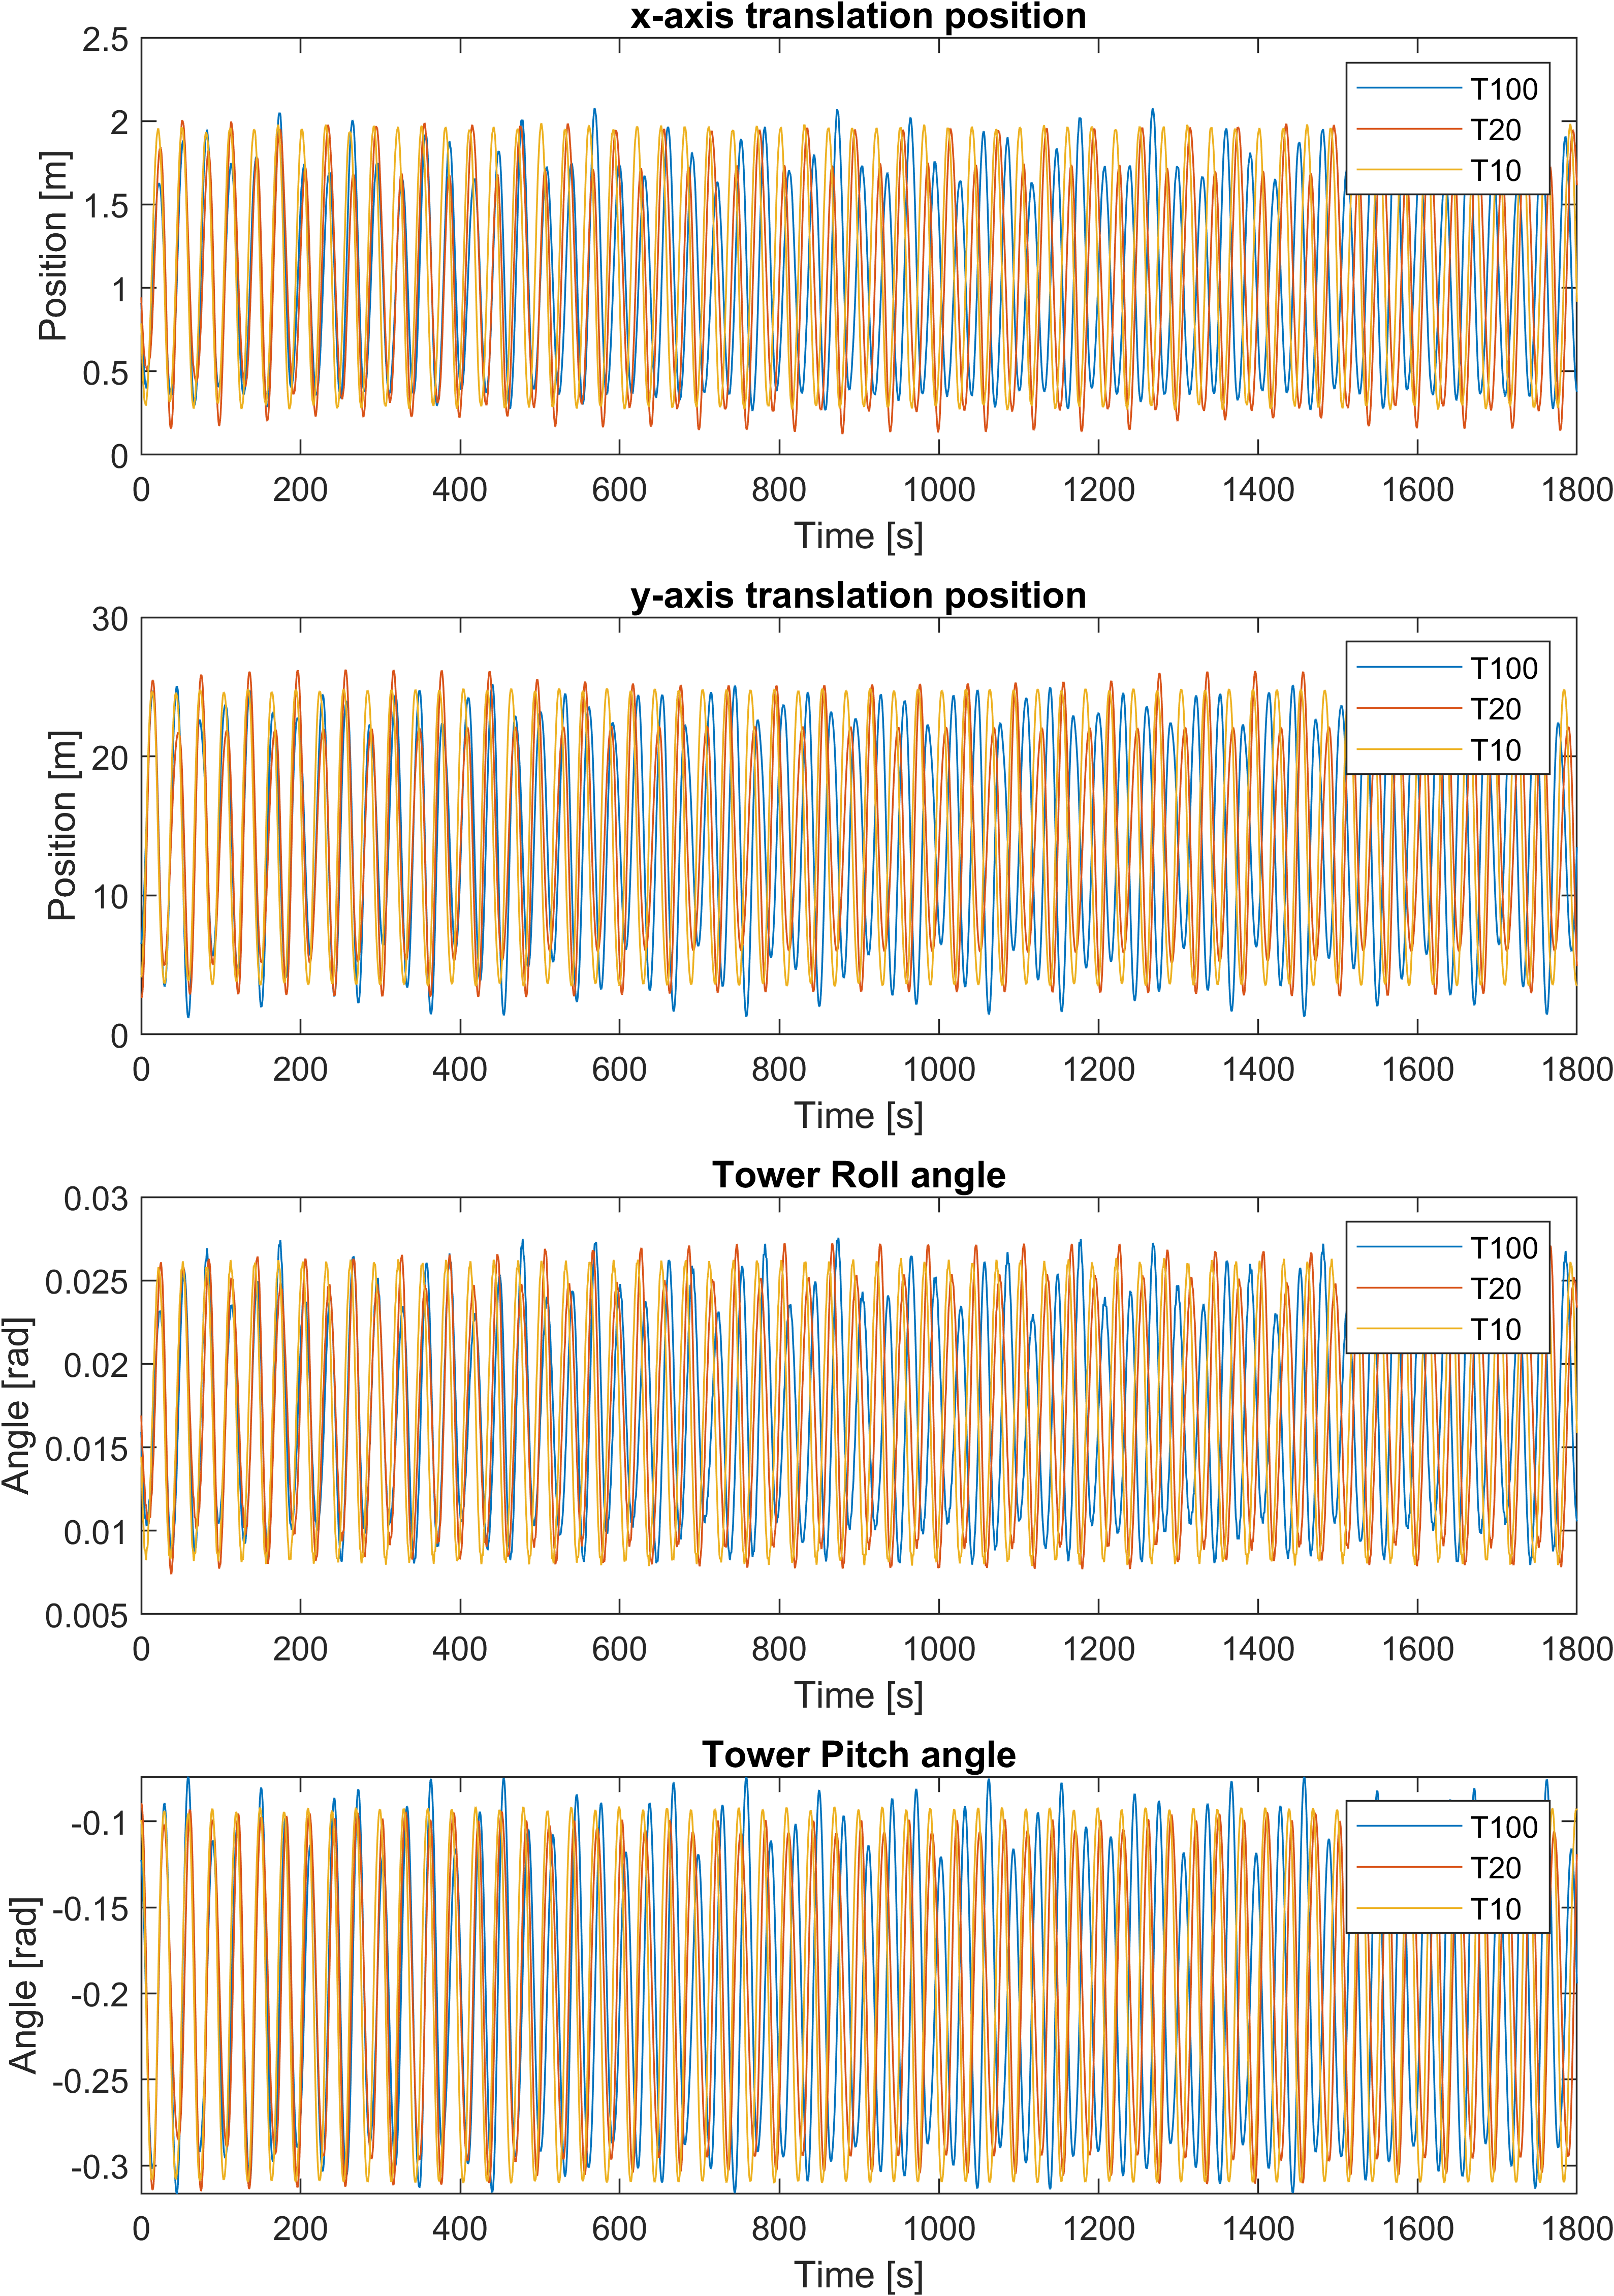 x-axis translation position
2.5
2
1.5
1
0.5
0
Position [m]
T100
T20
T10
0 200 400 600 800 1000 1200 1400 1600 1800
Time [s]
y-axis translation position
30
20
10
0
Position [m]
T100
T20
T10
0 200 400 600 800 1000 1200 1400 1600 1800
Time [s]
Tower Roll angle
0.03
0.025
0.02
0.015
0.01
0.005
Angle [rad]
T100
T20
T10
0 200 400 600 800 1000 1200 1400 1600 1800
Time [s]
Tower Pitch angle
-0.1
-0.15
-0.2
-0.25
-0.3
Angle [rad]
T100
T20
T10
0 200 400 600 800 1000 1200 1400 1600 1800
Time [s]